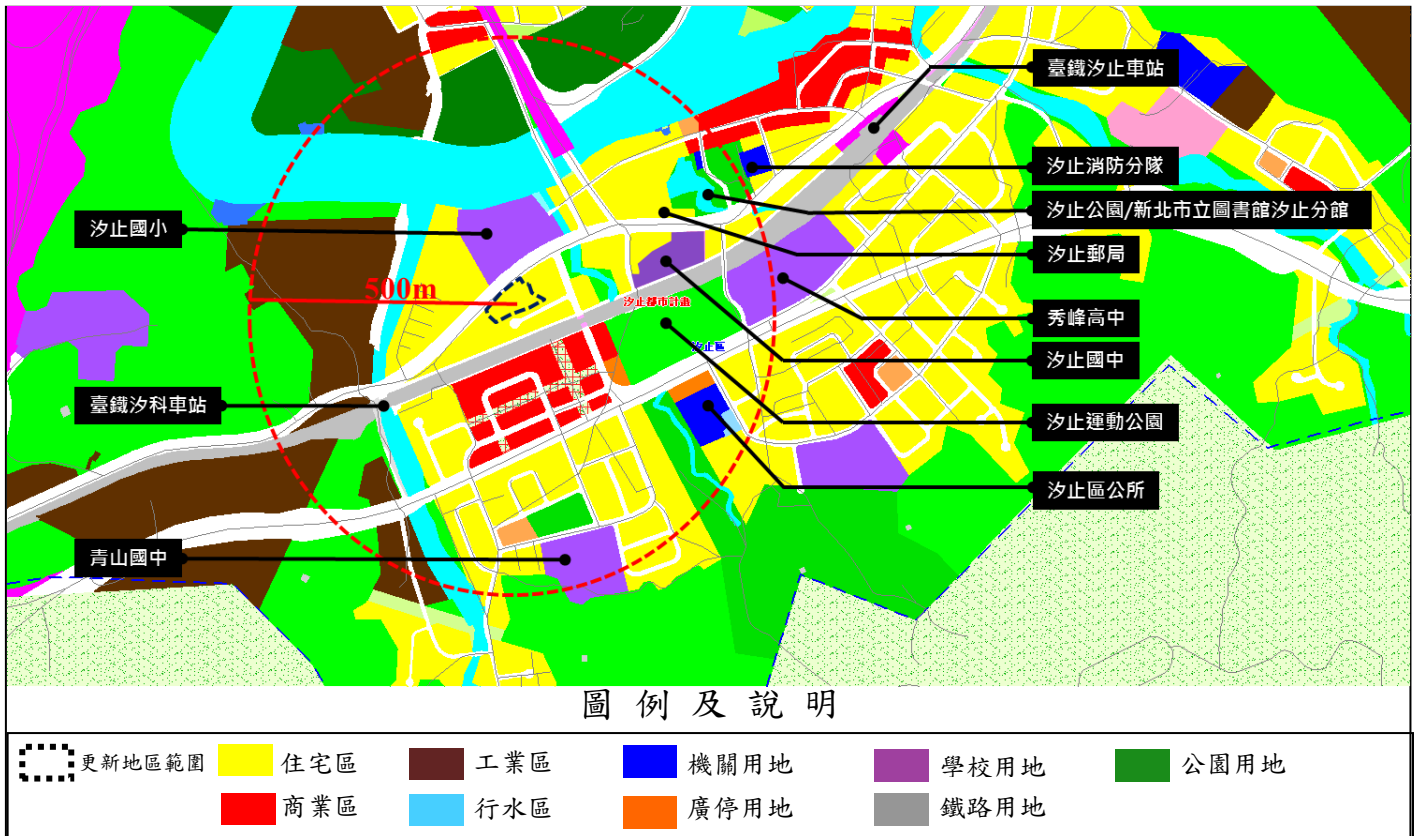 臺鐵汐止車站
汐止消防分隊
汐止公園/新北市立圖書館汐止分館
汐止國小
汐止郵局
500m
汐止都市計畫
秀峰高中
汐止區
汐止國中
臺鐵汐科車站
汐止運動公園
汐止區公所
青山國中
圖例及說明
更新地區範圍 住宅區 工業區 機關用地 學校用地 公園用地
商業區 行水區 廣停用地 鐵路用地